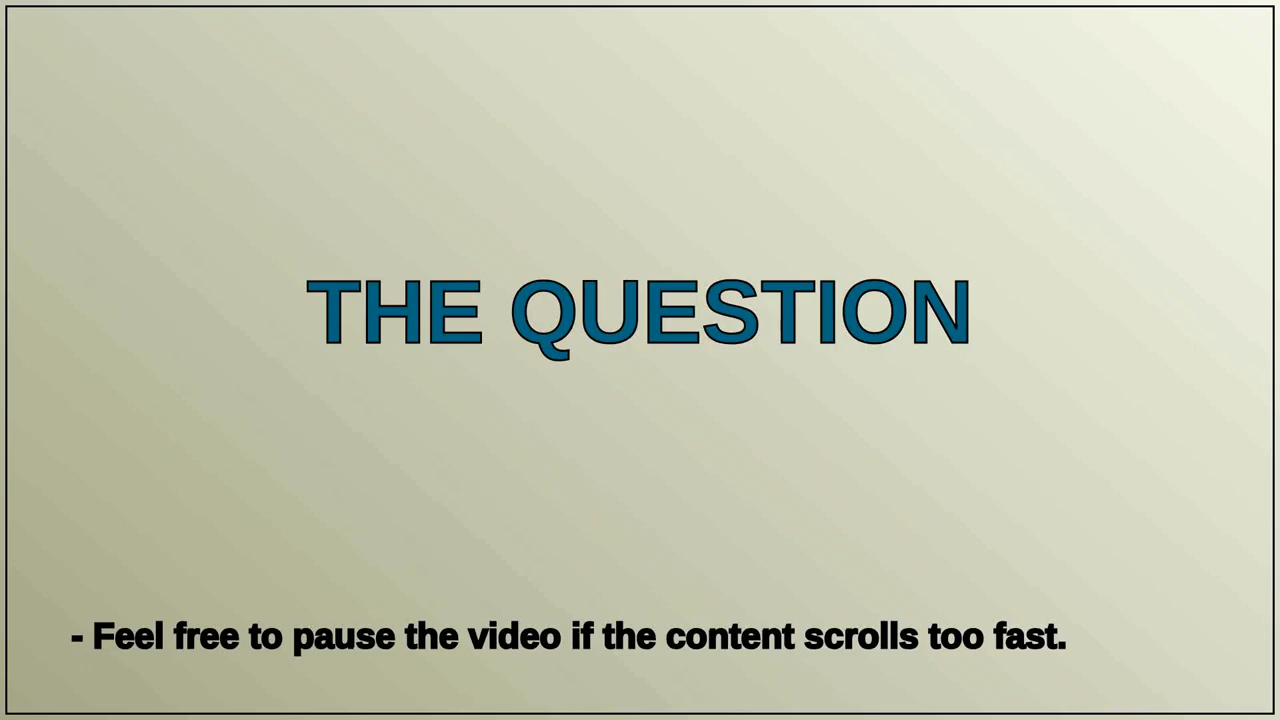 THE QUESTION
- Feel free to pause the video if the content scrolls too fast.